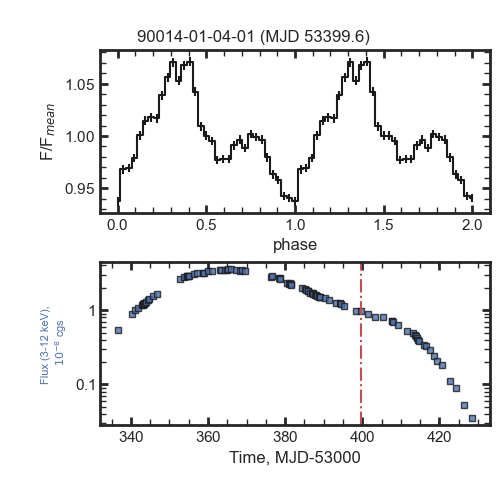 90014-01-04-01 (MJD 53399.6)
F/F_mean
1.05
1.00
0.95
0.0 0.5 1.0 1.5 2.0
phase
Flux (3-12 keV),
10⁻⁸ cgs
1
0.1
340 360 380 400 420
Time, MJD-53000